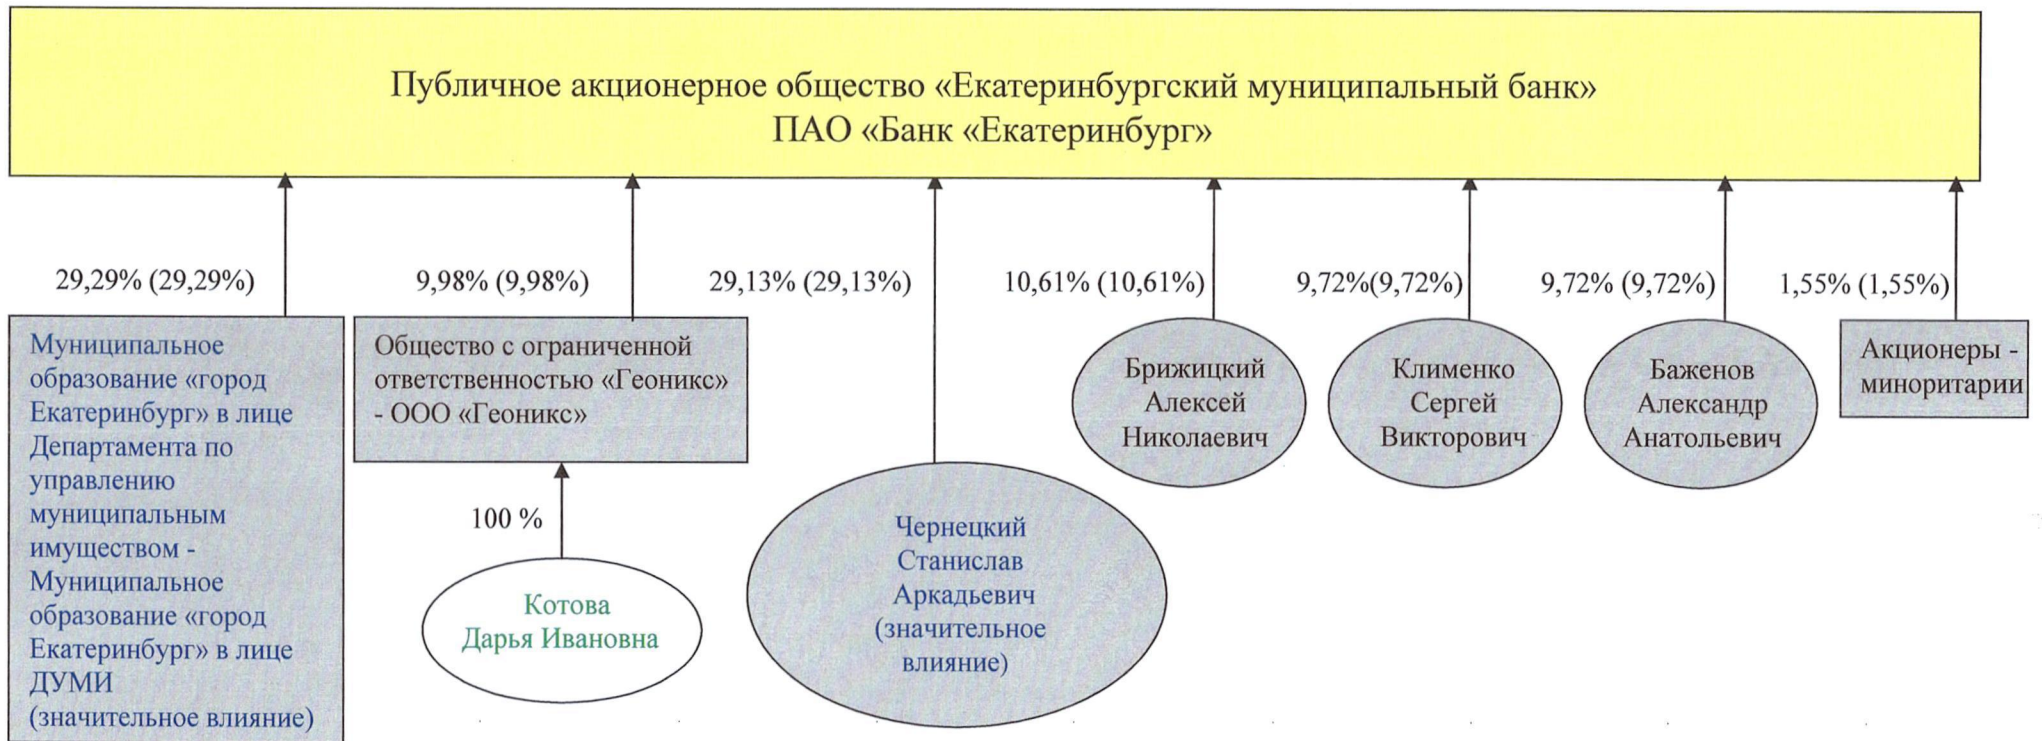 Публичное акционерное общество «Екатеринбургский муниципальный банк»
ПАО «Банк «Екатеринбург»
29,29% (29,29%)
9,98% (9,98%)
29,13% (29,13%)
10,61% (10,61%)
9,72%(9,72%)
9,72% (9,72%)
1,55% (1,55%)
Муниципальное
образование «город
Екатеринбург» в лице
Департамента по
управлению
муниципальным
имуществом -
Муниципальное
образование «город
Екатеринбург» в лице
ДУМИ
(значительное влияние)
Общество с ограниченной
ответственностью «Геоникс»
- ООО «Геоникс»
100 %
Котова
Дарья Ивановна
Чернецкий
Станислав
Аркадьевич
(значительное
влияние)
Брижицкий
Алексей
Николаевич
Клименко
Сергей
Викторович
Баженов
Александр
Анатольевич
Акционеры -
миноритарии